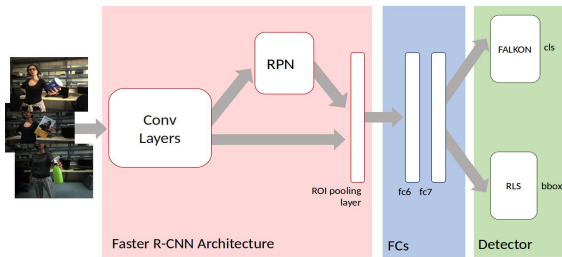 RPN
Conv
Layers
ROI pooling
layer
Faster R-CNN Architecture
fc6 fc7
FCs
FALKON
cls
RLS
bbox
Detector